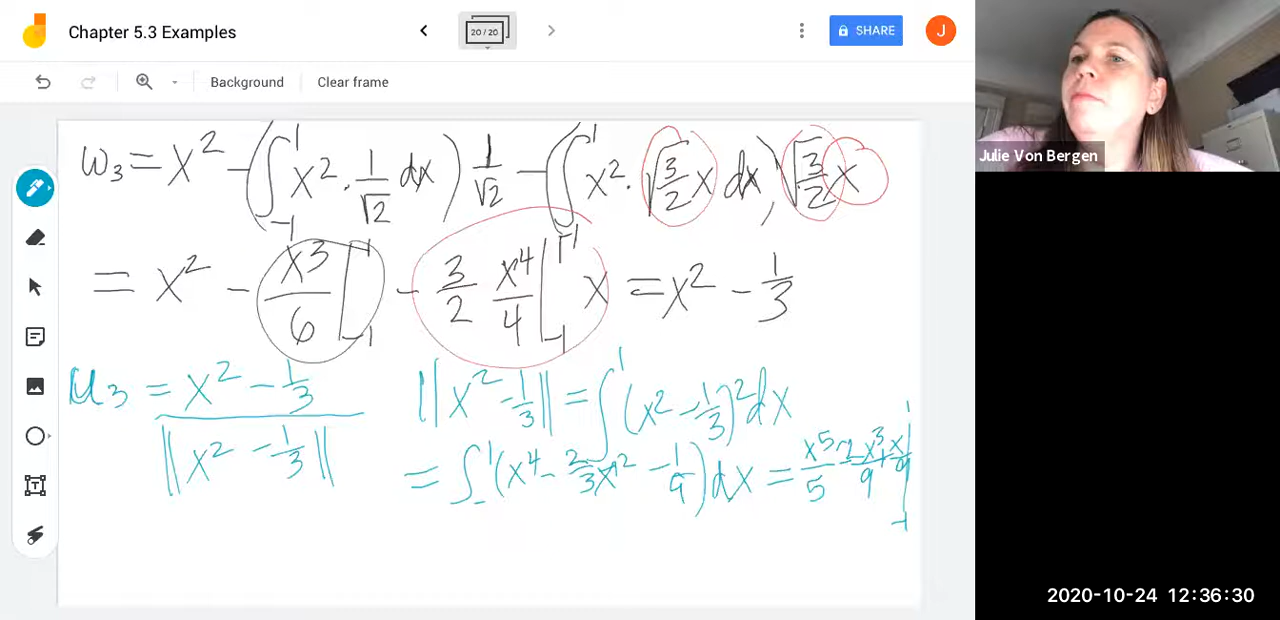 Chapter 5.3 Examples
20 / 20
SHARE
J
Background
Clear frame
Julie Von Bergen
w₃ = x² - (∫₋₁¹ x² · 1/√2 dx) 1/√2 - (∫₋₁¹ x² · √(3/2) x dx) √(3/2) x
= x² - x³/6 |₋₁¹ - 3/2 x⁴/4 |₋₁¹ x = x² - 1/3
u₃ = x² - 1/3 / ||x² - 1/3||
||x² - 1/3|| = ∫¹ (x² - 1/3)² dx
= ∫₋¹ (x⁴ - 2/3 x² - 1/9) dx = x⁵/5 - 2x³/9 + x/9 |₋₁¹
2020-10-24 12:36:30